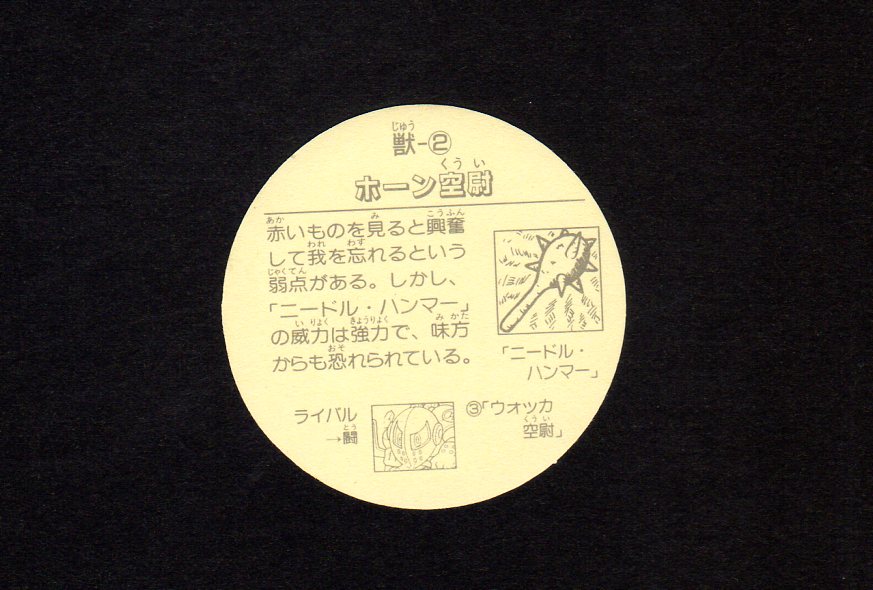 獣-②
ホーン空尉
赤いものを見ると興奮
して我を忘れるという
弱点がある。しかし、
「ニードル・ハンマー」
の威力は強力で、味方
からも恐れられている。
「ニードル・
ハンマー」
ライバル
→闘
③「ウォッカ
空尉」